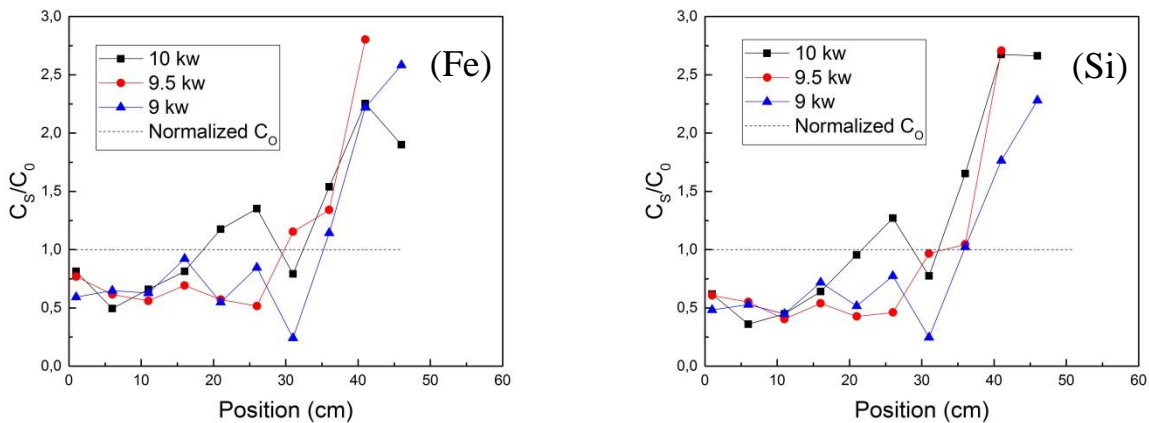 3,0
2,5
2,0
1,5
1,0
0,5
0,0
C_S/C_0
10 kw
9.5 kw
9 kw
Normalized C_O
(Fe)
0 10 20 30 40 50 60
Position (cm)
3,0
2,5
2,0
1,5
1,0
0,5
0,0
C_S/C_0
10 kw
9.5 kw
9 kw
Normalized C_O
(Si)
0 10 20 30 40 50 60
Position (cm)